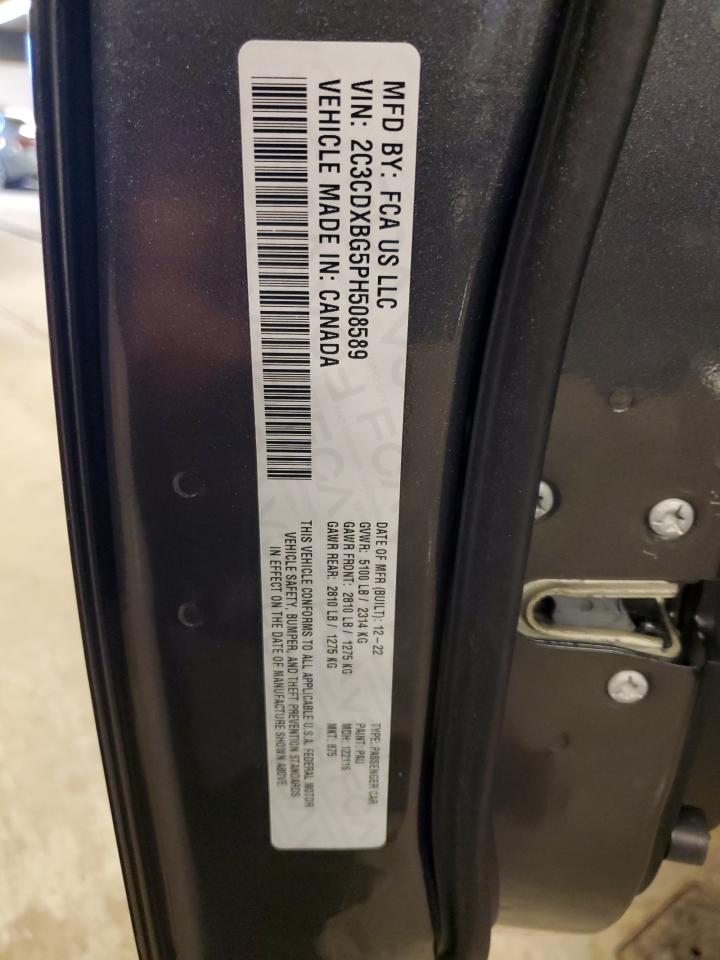 MFD BY: FCA US LLC
VIN: 2C3CDXBG5PH508589
VEHICLE MADE IN: CANADA
DATE OF MFR (BUILT): 12-22
GVWR: 5100 LB / 2314 KG
GAWR FRONT: 2810 LB / 1275 KG
GAWR REAR: 2810 LB / 1275 KG
TYPE: PASSENGER CAR
PAINT: PAU
MDH: 122116
MKT: 875
THIS VEHICLE CONFORMS TO ALL APPLICABLE U.S.A. FEDERAL MOTOR
VEHICLE SAFETY, BUMPER, AND THEFT PREVENTION STANDARDS
IN EFFECT ON THE DATE OF MANUFACTURE SHOWN ABOVE